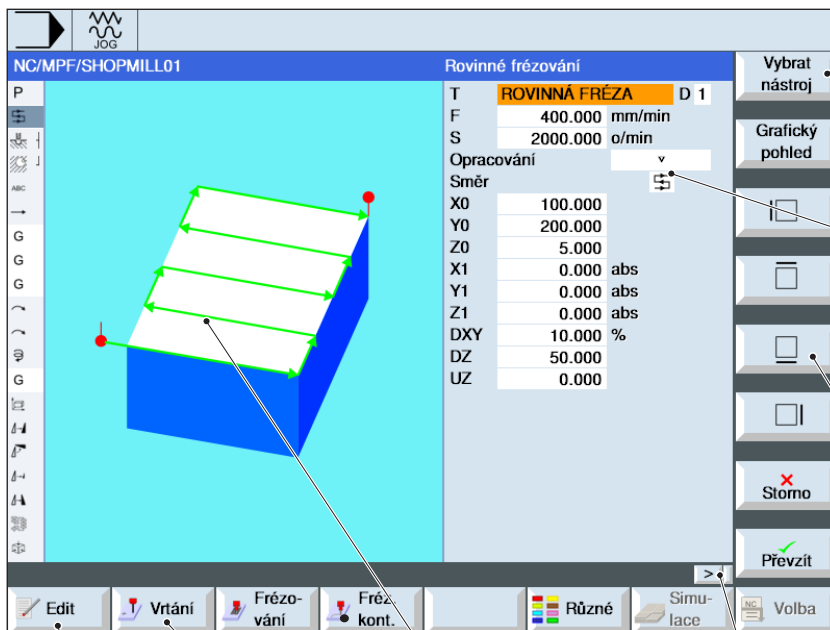 JOG
NC/MPF/SHOPMILL01
Rovinné frézování
Vybrat
nástroj
P
T ROVINNÁ FRÉZA D 1
F 400.000 mm/min
S 2000.000 o/min
Grafický
pohled
Opracování ˅
Směr
ABC
X0 100.000
Y0 200.000
Z0 5.000
X1 0.000 abs
Y1 0.000 abs
Z1 0.000 abs
DXY 10.000 %
DZ 50.000
UZ 0.000
G
G
G
G
Storno
Převzít
>
Edit
Vrtání
Frézo-
vání
Fréz.
kont.
Různé
Simu-
lace
NC
Volba